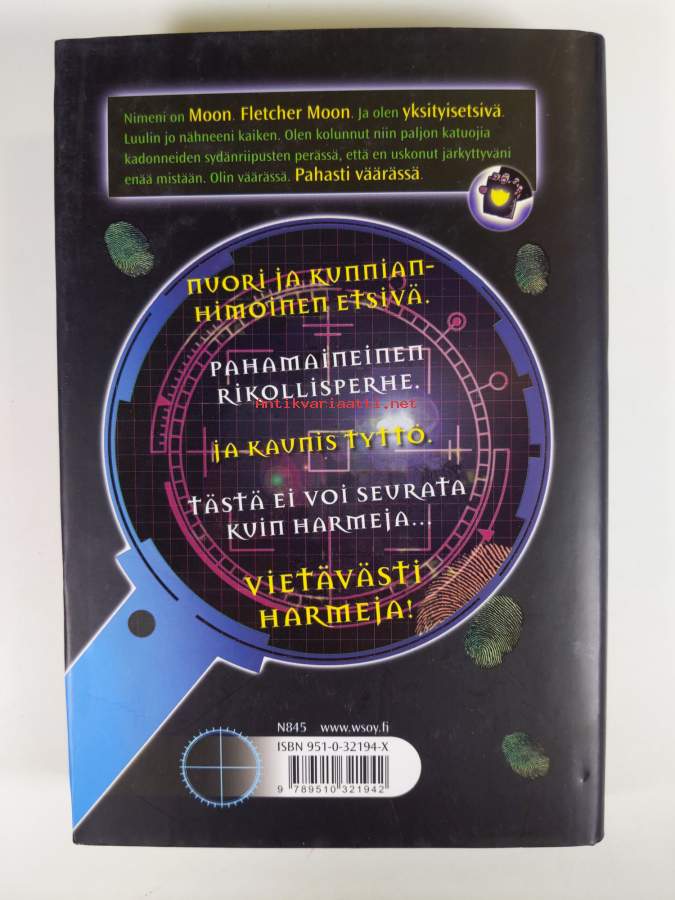 Nimeni on Moon. Fletcher Moon. Ja olen yksityisetsivä.
Luulin jo nähneeni kaiken. Olen kolunnut niin paljon katuojia
kadonneiden sydänriipusten perässä, että en uskonut järkyttyväni
enää mistään. Olin väärässä. Pahasti väärässä.
NUORI JA KUNNIAN-
HIMOINEN ETSIVÄ.
PAHAMAINEINEN
RIKOLLISPERHE.
Antikvariaatti.net
JA KAUNIS TYTTÖ.
TÄSTÄ EI VOI SEURATA
KUIN HARMEJA...
VIETÄVÄSTI
HARMEJA!
N845 www.wsoy.fi
ISBN 951-0-32194-X
9 789510 321942